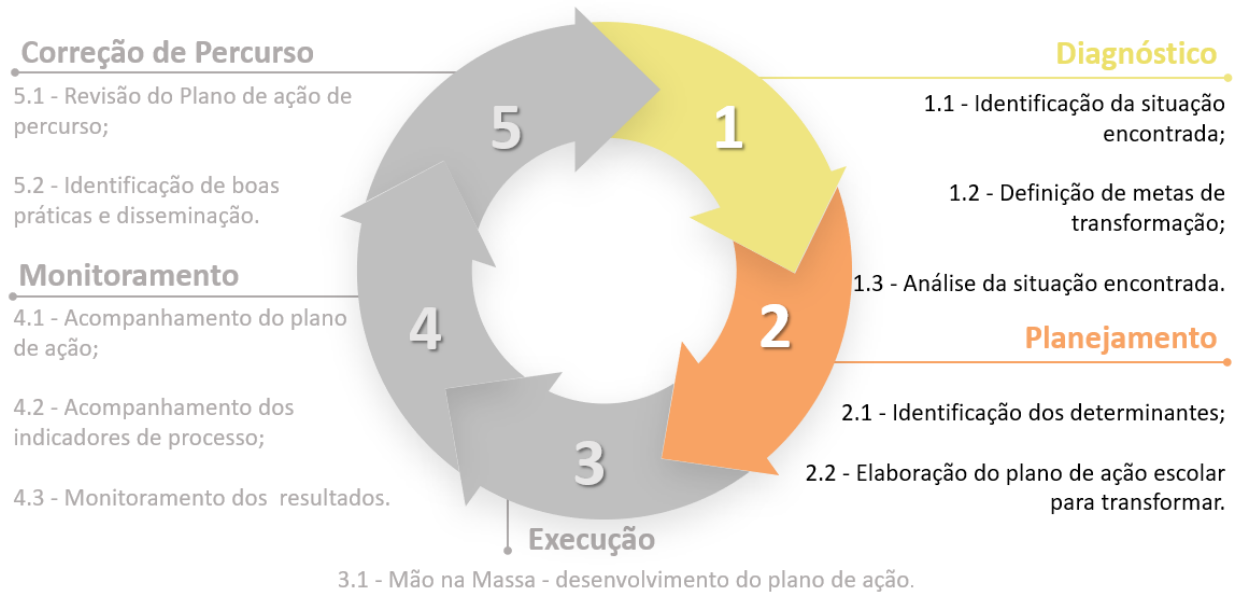 Diagnóstico
1
1.1 - Identificação da situação
encontrada;
1.2 - Definição de metas de
transformação;
1.3 - Análise da situação encontrada.
Planejamento
2
2.1 - Identificação dos determinantes;
2.2 - Elaboração do plano de ação escolar
para transformar.
3
Execução
3.1 - Mão na Massa - desenvolvimento do plano de ação.
Monitoramento
4
4.1 - Acompanhamento do plano
de ação;
4.2 - Acompanhamento dos
indicadores de processo;
4.3 - Monitoramento dos resultados.
Correção de Percurso
5
5.1 - Revisão do Plano de ação de
percurso;
5.2 - Identificação de boas
práticas e disseminação.